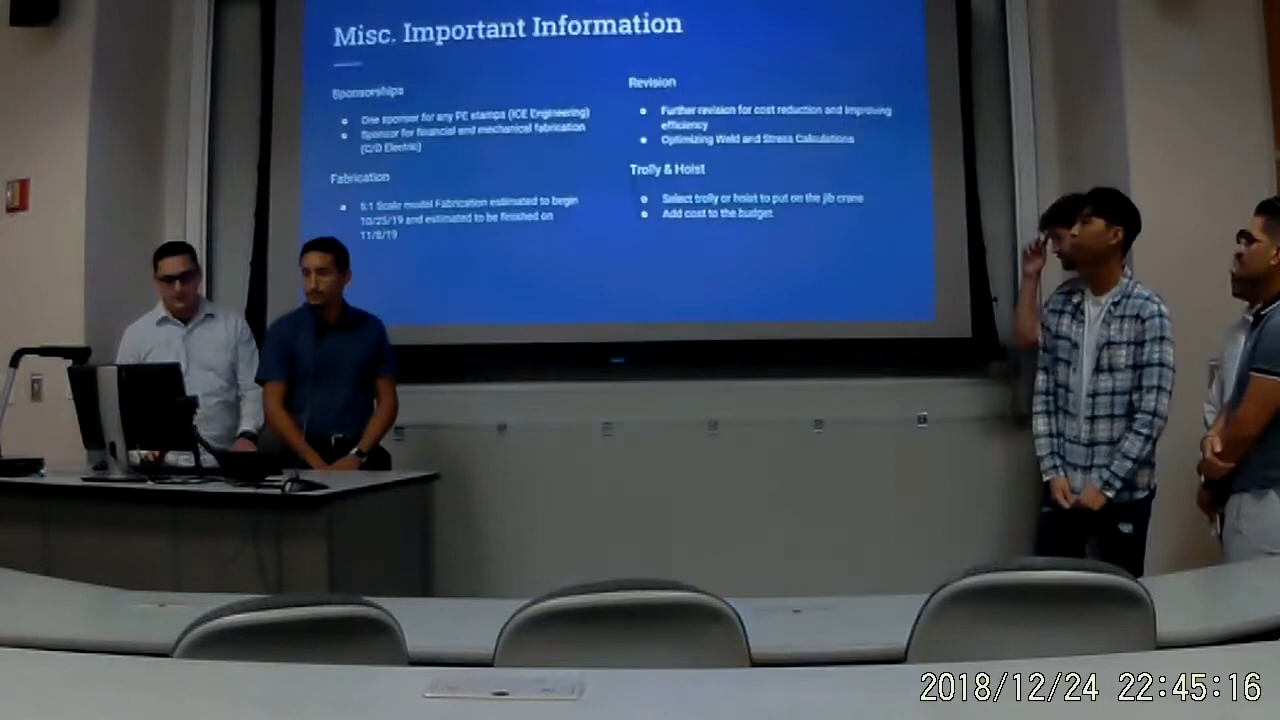 Misc. Important Information
Sponsorships
One sponsor for any PE stamps (ICE Engineering)
Sponsor for financial and mechanical fabrication
(C/D Electric)
Fabrication
6:1 Scale model Fabrication estimated to begin
10/25/19 and estimated to be finished on
11/8/19
Revision
Further revision for cost reduction and improving
efficiency
Optimizing Weld and Stress Calculations
Trolly & Hoist
Select trolly or hoist to put on the jib crane
Add cost to the budget
2018/12/24 22:45:16